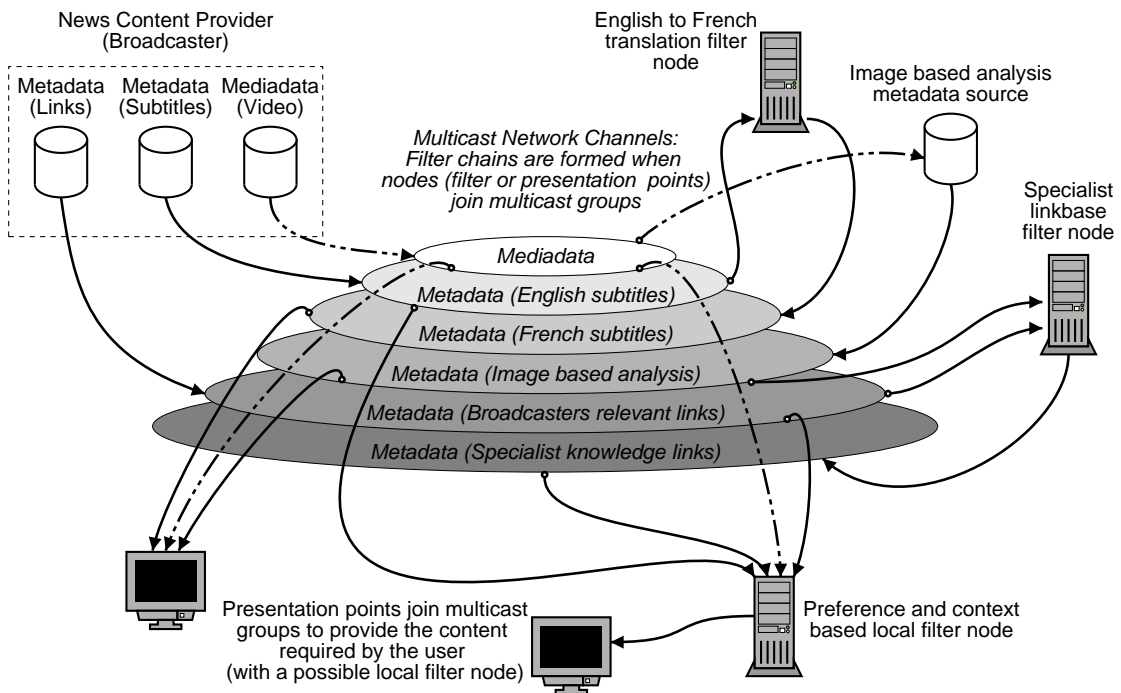 News Content Provider
(Broadcaster)
Metadata
(Links)
Metadata
(Subtitles)
Mediadata
(Video)
English to French
translation filter
node
Image based analysis
metadata source
Multicast Network Channels:
Filter chains are formed when
nodes (filter or presentation points)
join multicast groups
Specialist
linkbase
filter node
Mediadata
Metadata (English subtitles)
Metadata (French subtitles)
Metadata (Image based analysis)
Metadata (Broadcasters relevant links)
Metadata (Specialist knowledge links)
Presentation points join multicast
groups to provide the content
required by the user
(with a possible local filter node)
Preference and context
based local filter node